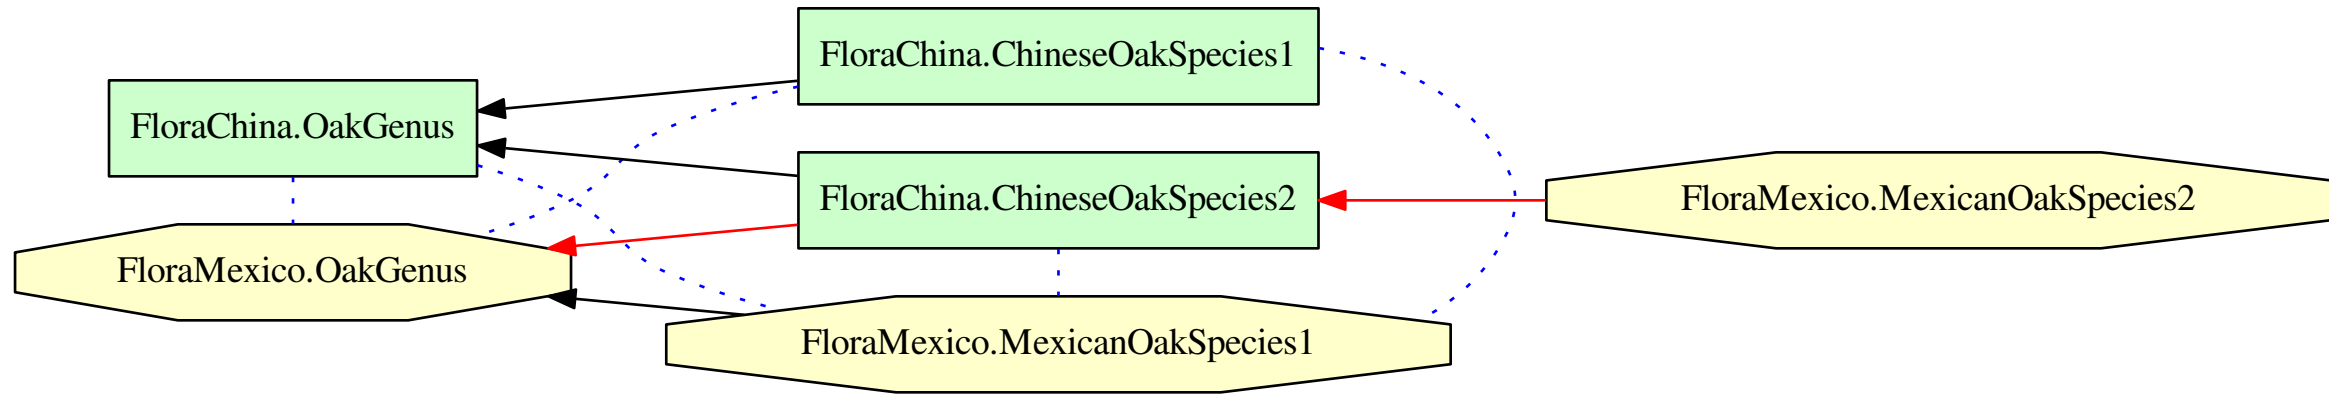 FloraChina.ChineseOakSpecies1
FloraChina.OakGenus
FloraChina.ChineseOakSpecies2
FloraMexico.MexicanOakSpecies2
FloraMexico.OakGenus
FloraMexico.MexicanOakSpecies1